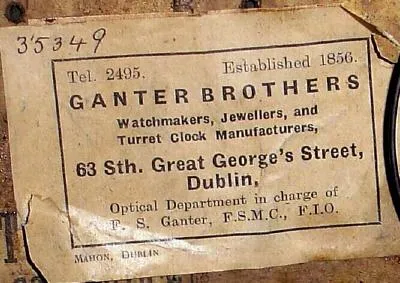 35349
Tel. 2495. Established 1856.
GANTER BROTHERS
Watchmakers, Jewellers, and
Turret Clock Manufacturers,
63 Sth. Great George's Street,
Dublin,
Optical Department in charge of
F. S. Ganter, F.S.M.C., F.I.O.
MAHON, DUBLIN